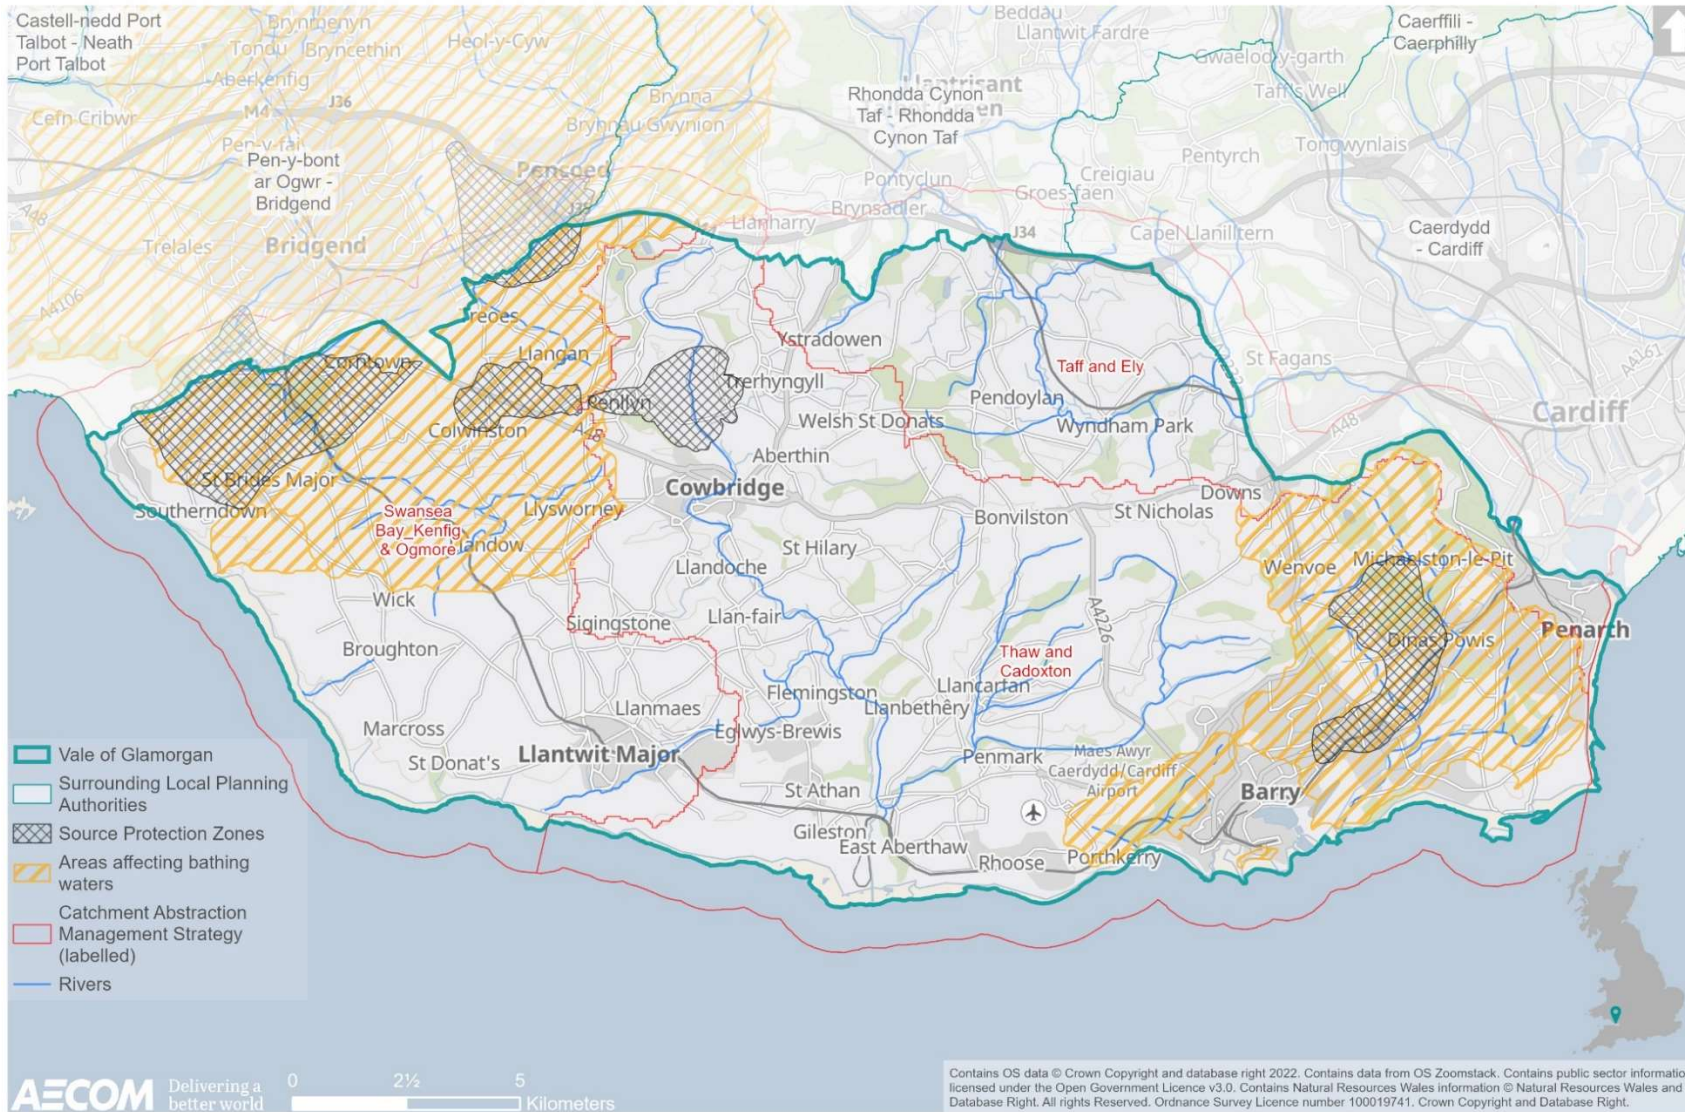 Castell-nedd Port
Talbot - Neath
Port Talbot
Brynmenyn
Tondu
Bryncethin
Heol-y-Cyw
Aberkenfig
Cefn Cribwr
M4
J36
Pen-y-fai
Pen-y-bont
ar Ogwr -
Bridgend
Brynna
Brynnau Gwynion
Pencoed
J35
A48
Trelales
Bridgend
A4106
Beddau
Llantwit Fardre
Rhondda Cynon
Taf - Rhondda
Cynon Taf
Caerffili -
Caerphilly
Gwaelod-y-garth
Taff's Well
Tongwynlais
Pentyrch
Creigiau
Groes-faen
Pontyclun
Brynsadler
Llanharry
J34
Capel Llanilltern
Caerdydd
- Cardiff
St Fagans
A4232
A48
AA161
Cardiff
Corntown
Llangan
Colwinston
Penllyn
Trerhyngyll
Ystradowen
Taff and Ely
Pendoylan
Welsh St Donats
Wyndham Park
Aberthin
St Brides Major
Southerndown
Cowbridge
Llysworney
Swansea
Bay_Kenfig
& Ogmore
Llandow
Downs
Bonvilston
St Nicholas
St Hilary
Llandoche
Michaelston-le-Pit
Wenvoe
Wick
Sigingstone
Llan-fair
A4226
Broughton
Dinas Powis
Penarth
Thaw and
Cadoxton
Llancarfan
Llanbethêry
Flemingston
Llanmaes
Marcross
Eglwys-Brewis
St Donat's
Llantwit Major
Penmark
Maes Awyr
Caerdydd/Cardiff
Airport
St Athan
Barry
Gileston
East Aberthaw
Rhoose
Porthkerry
Vale of Glamorgan
Surrounding Local Planning
Authorities
Source Protection Zones
Areas affecting bathing
waters
Catchment Abstraction
Management Strategy
(labelled)
Rivers
AECOM
Delivering a
better world
0 2½ 5
Kilometers
Contains OS data © Crown Copyright and database right 2022. Contains data from OS Zoomstack. Contains public sector informatio
licensed under the Open Government Licence v3.0. Contains Natural Resources Wales information © Natural Resources Wales and
Database Right. All rights Reserved. Ordnance Survey Licence number 100019741. Crown Copyright and Database Right.